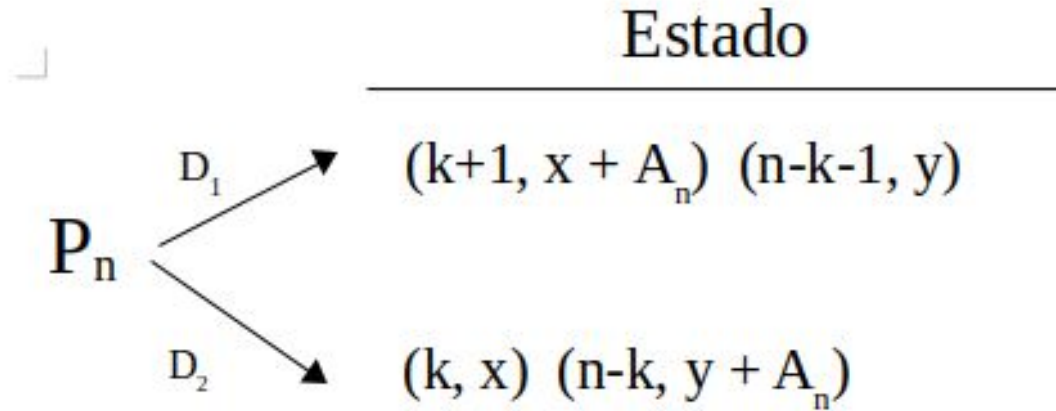 Estado
D₁ (k+1, x + Aₙ) (n-k-1, y)
Pₙ
D₂ (k, x) (n-k, y + Aₙ)